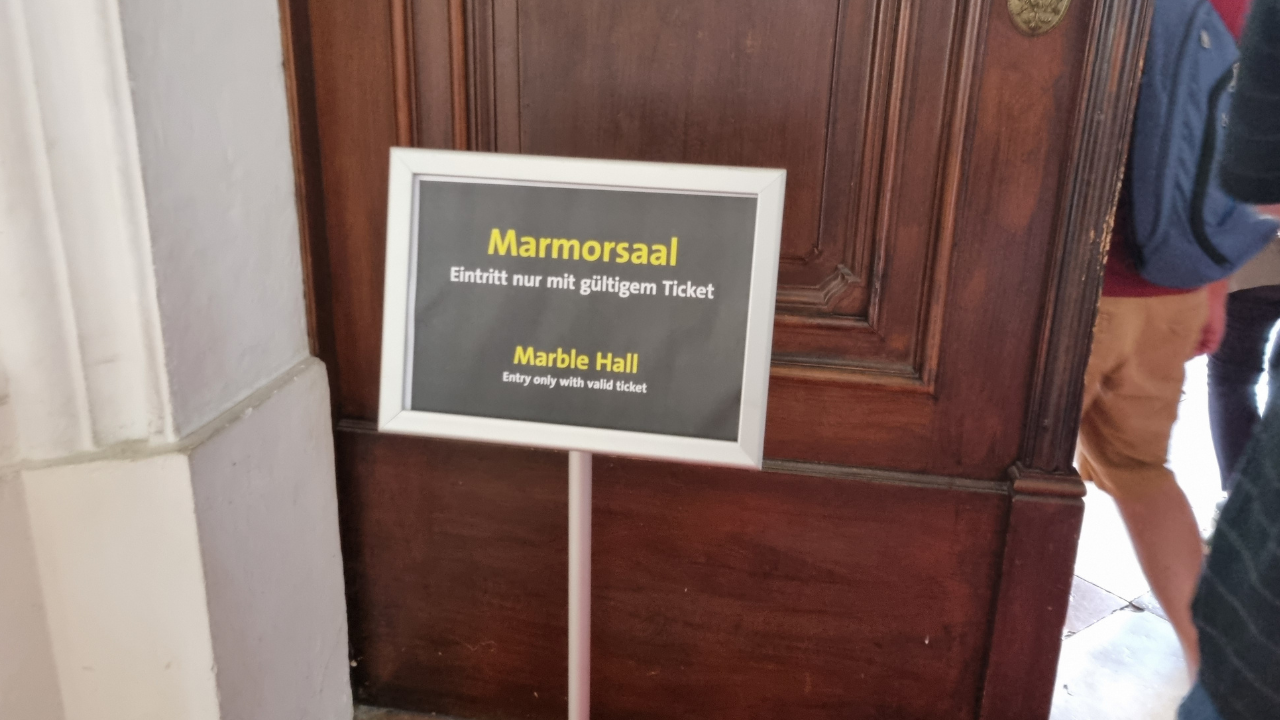 Marmorsaal
Eintritt nur mit gültigem Ticket
Marble Hall
Entry only with valid ticket